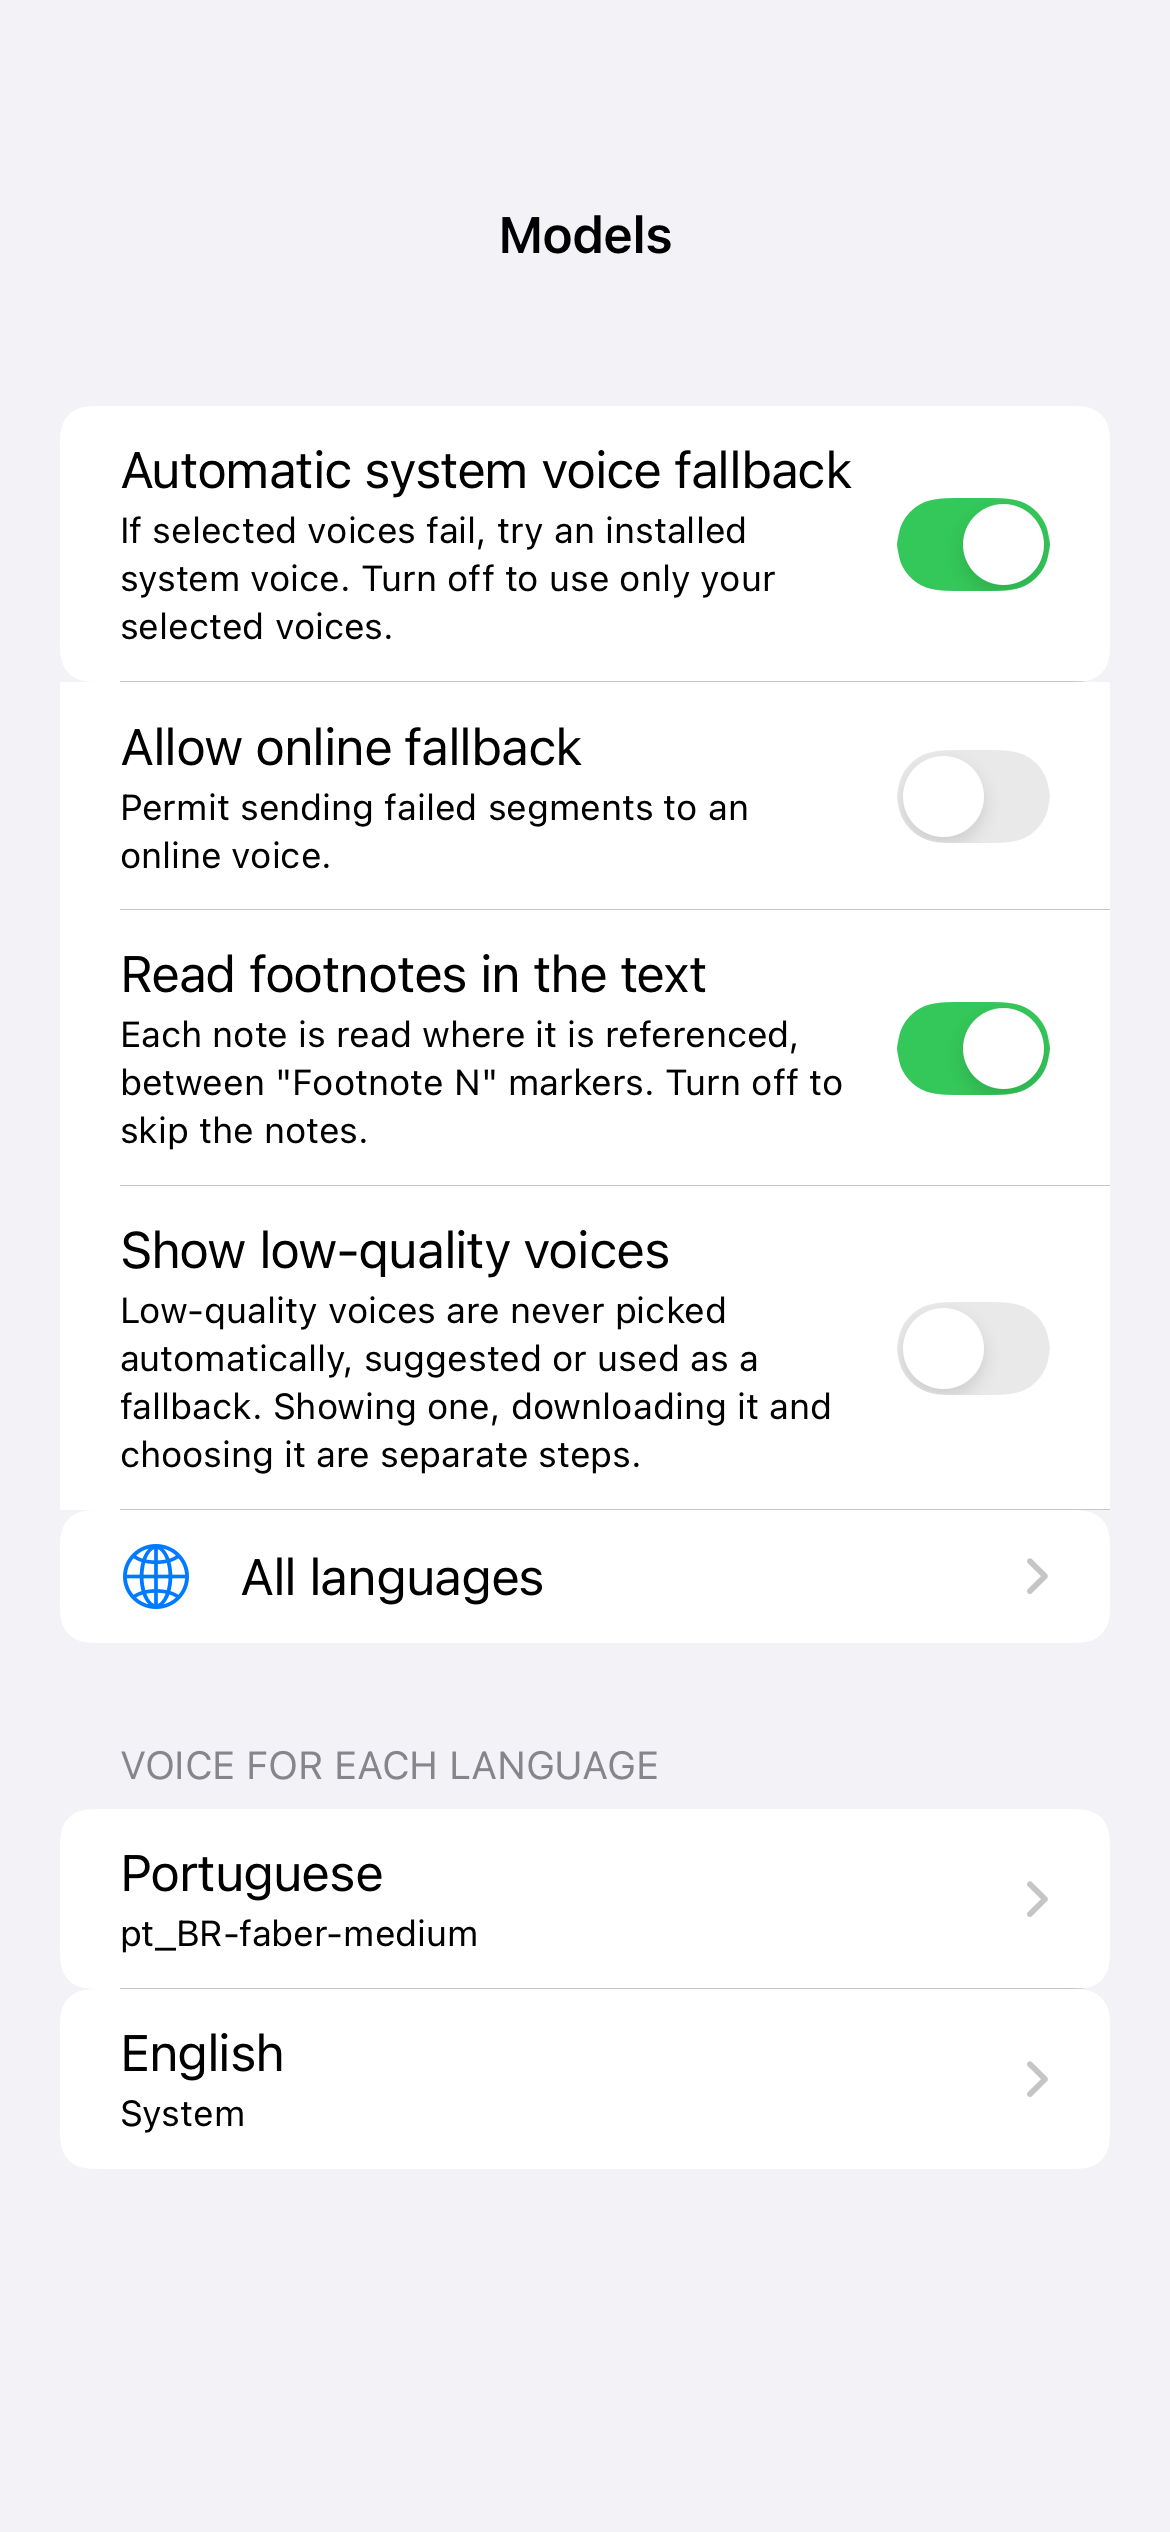 Models
Automatic system voice fallback
If selected voices fail, try an installed
system voice. Turn off to use only your
selected voices.
Allow online fallback
Permit sending failed segments to an
online voice.
Read footnotes in the text
Each note is read where it is referenced,
between "Footnote N" markers. Turn off to
skip the notes.
Show low-quality voices
Low-quality voices are never picked
automatically, suggested or used as a
fallback. Showing one, downloading it and
choosing it are separate steps.
All languages
VOICE FOR EACH LANGUAGE
Portuguese
pt_BR-faber-medium
English
System